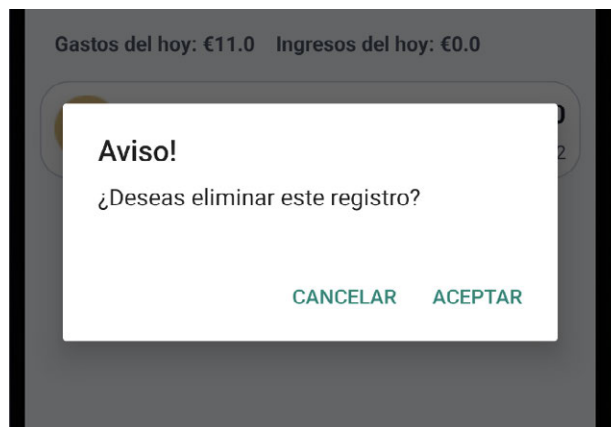 Gastos del hoy: €11.0 Ingresos del hoy: €0.0
Aviso!
¿Deseas eliminar este registro?
CANCELAR ACEPTAR